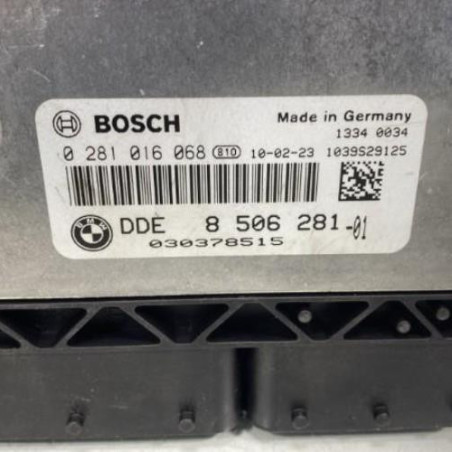 BOSCH
Made in Germany
1334 0034
0 281 016 068 810 10-02-23 1039S29125
BMW DDE 8 506 281-01
030378515